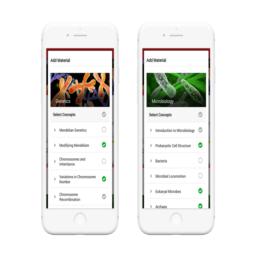 Add Material
Genetics
Select Concepts
Mendelian Genetics
Modifying Mendelism
Chromosomes and
Inheritance
Variations in Chromosome
Number
Chromosome
Recombination
Add Material
Microbiology
Select Concepts
Introduction to Microbiology
Prokaryotic Cell Structure
Bacteria
Microbial Locomotion
Eukaryal Microbes
Archaea